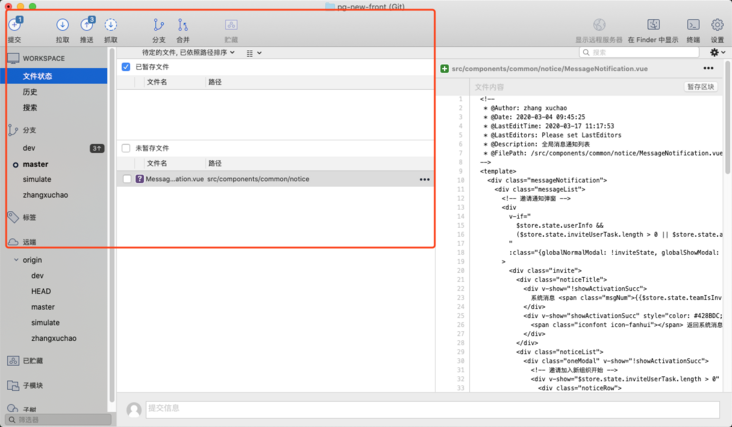 pg-new-front (Git)
1
3
提交
拉取
推送
抓取
分支
合并
贮藏
显示远程服务器
在 Finder 中显示
终端
设置
WORKSPACE
文件状态
历史
搜索
分支
dev
3↑
master
simulate
zhangxuchao
标签
远端
origin
dev
HEAD
master
simulate
zhangxuchao
已贮藏
子模块
子树
筛选器
待定的文件, 已依照路径排序
搜索
已暂存文件
文件名 路径
未暂存文件
文件名 路径
? Messag...ation.vue src/components/common/notice •••
src/components/common/notice/MessageNotification.vue •••
文件内容 暂存区块
1 <!--
2 * @Author: zhang xuchao
3 * @Date: 2020-03-04 09:45:25
4 * @LastEditTime: 2020-03-17 11:17:53
5 * @LastEditors: Please set LastEditors
6 * @Description: 全局消息通知列表
7 * @FilePath: /src/components/common/notice/MessageNotification.vue
8 -->
9 <template>
10 <div class="messageNotification">
11 <div class="messageList">
12 <!-- 邀请通知弹窗 -->
13 <div
14 v-if="
15 $store.state.userInfo &&
16 ($store.state.inviteUserTask.length > 0 || $store.state.a
17 "
18 :class="{globalNormalModal: !inviteState, globalShowModal:
19 >
20 <div class="invite">
21 <div class="noticeTitle">
22 <div v-show="!showActivationSucc">
23 系统消息 <span class="msgNum">{{$store.state.teamIsInv
24 </div>
25 <div v-show="showActivationSucc" style="color: #428BDC;
26 <span class="iconfont icon-fanhui"></span> 返回系统消息
27 </div>
28 </div>
29 <div class="noticeList">
30 <div class="oneModal" v-show="!showActivationSucc">
31 <!-- 邀请加入新组织开始 -->
32 <div v-show="$store.state.inviteUserTask.length > 0"
33 <div class="noticeRow">
提交信息